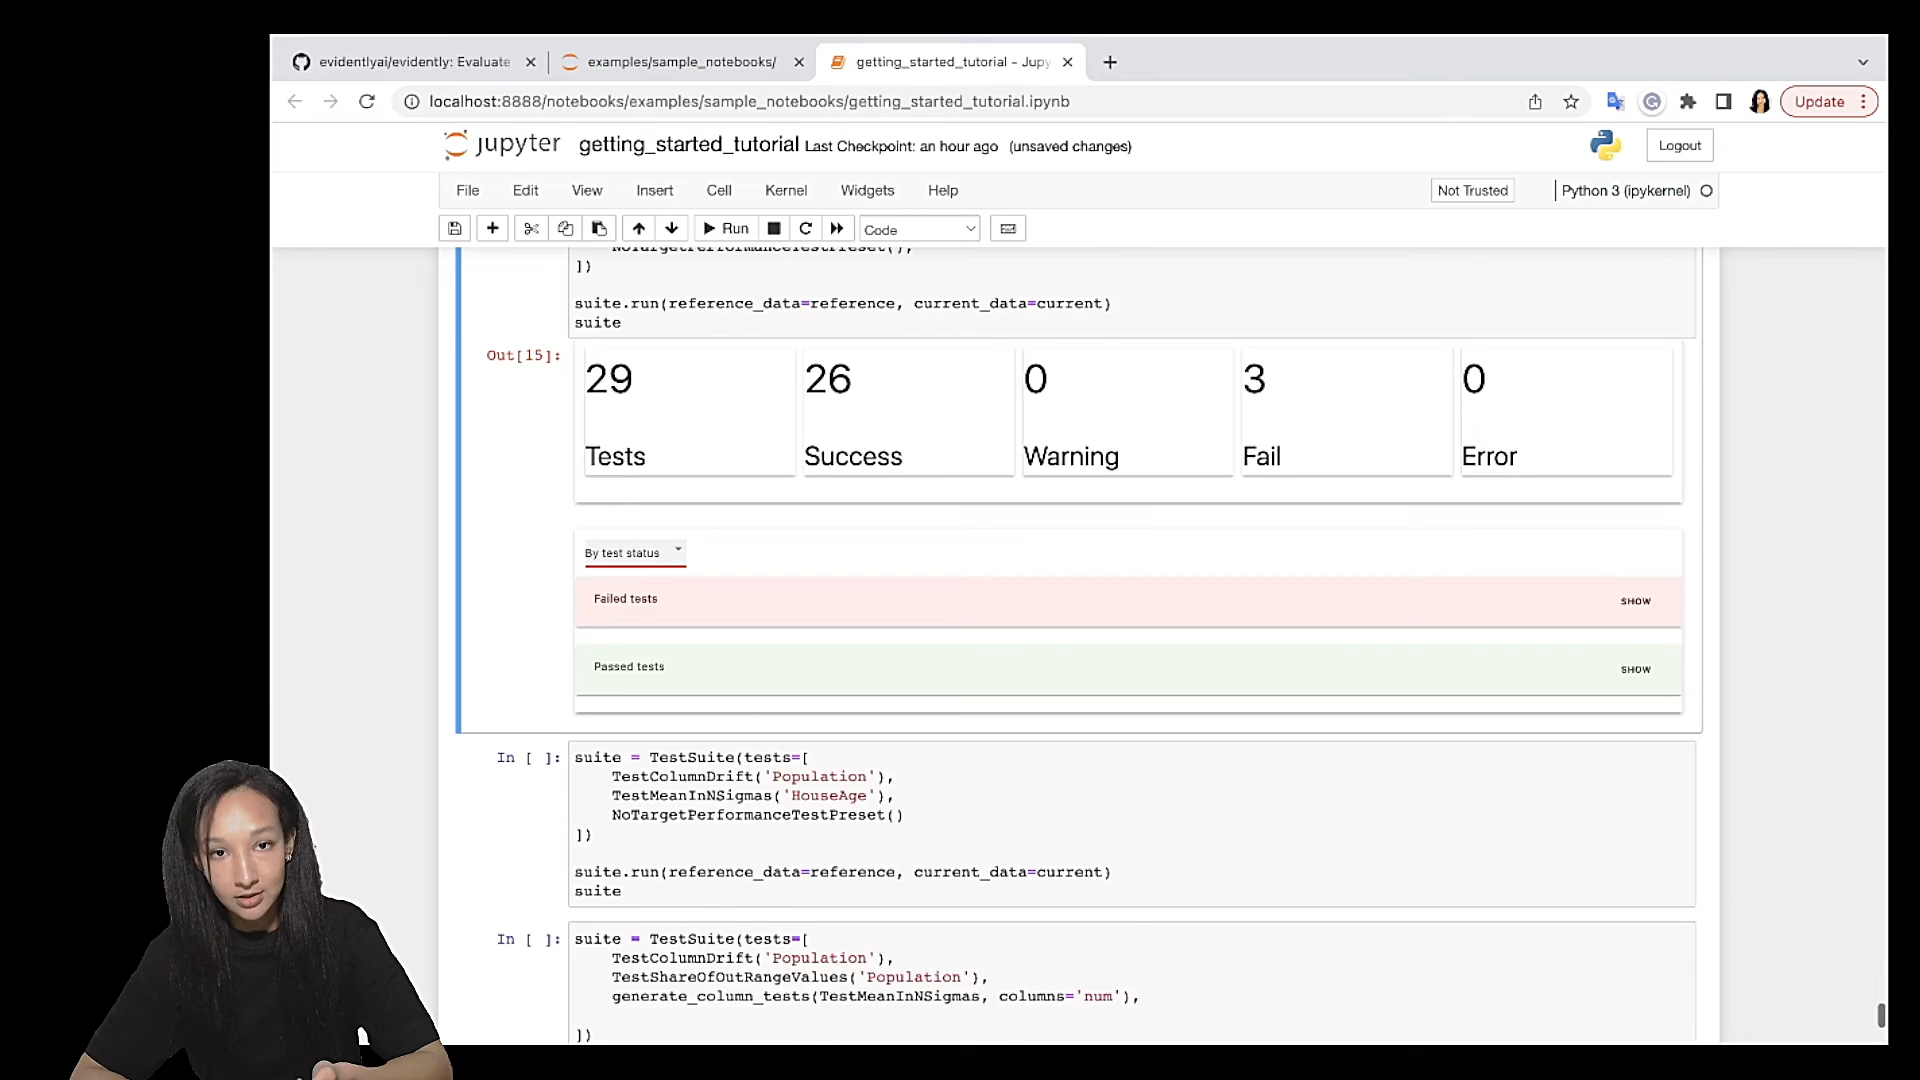 evidentlyai/evidently: Evaluate
examples/sample_notebooks/
getting_started_tutorial – Jupy
localhost:8888/notebooks/examples/sample_notebooks/getting_started_tutorial.ipynb
Update
jupyter getting_started_tutorial Last Checkpoint: an hour ago (unsaved changes)
Logout
File Edit View Insert Cell Kernel Widgets Help
Not Trusted
Python 3 (ipykernel)
Run
Code
NoTargetPerformanceTestPreset(),
])
suite.run(reference_data=reference, current_data=current)
suite
Out[15]:
29 26 0 3 0
Tests Success Warning Fail Error
By test status
Failed tests SHOW
Passed tests SHOW
In [ ]: suite = TestSuite(tests=[
TestColumnDrift('Population'),
TestMeanInNSigmas('HouseAge'),
NoTargetPerformanceTestPreset()
])
suite.run(reference_data=reference, current_data=current)
suite
In [ ]: suite = TestSuite(tests=[
TestColumnDrift('Population'),
TestShareOfOutRangeValues('Population'),
generate_column_tests(TestMeanInNSigmas, columns='num'),
])